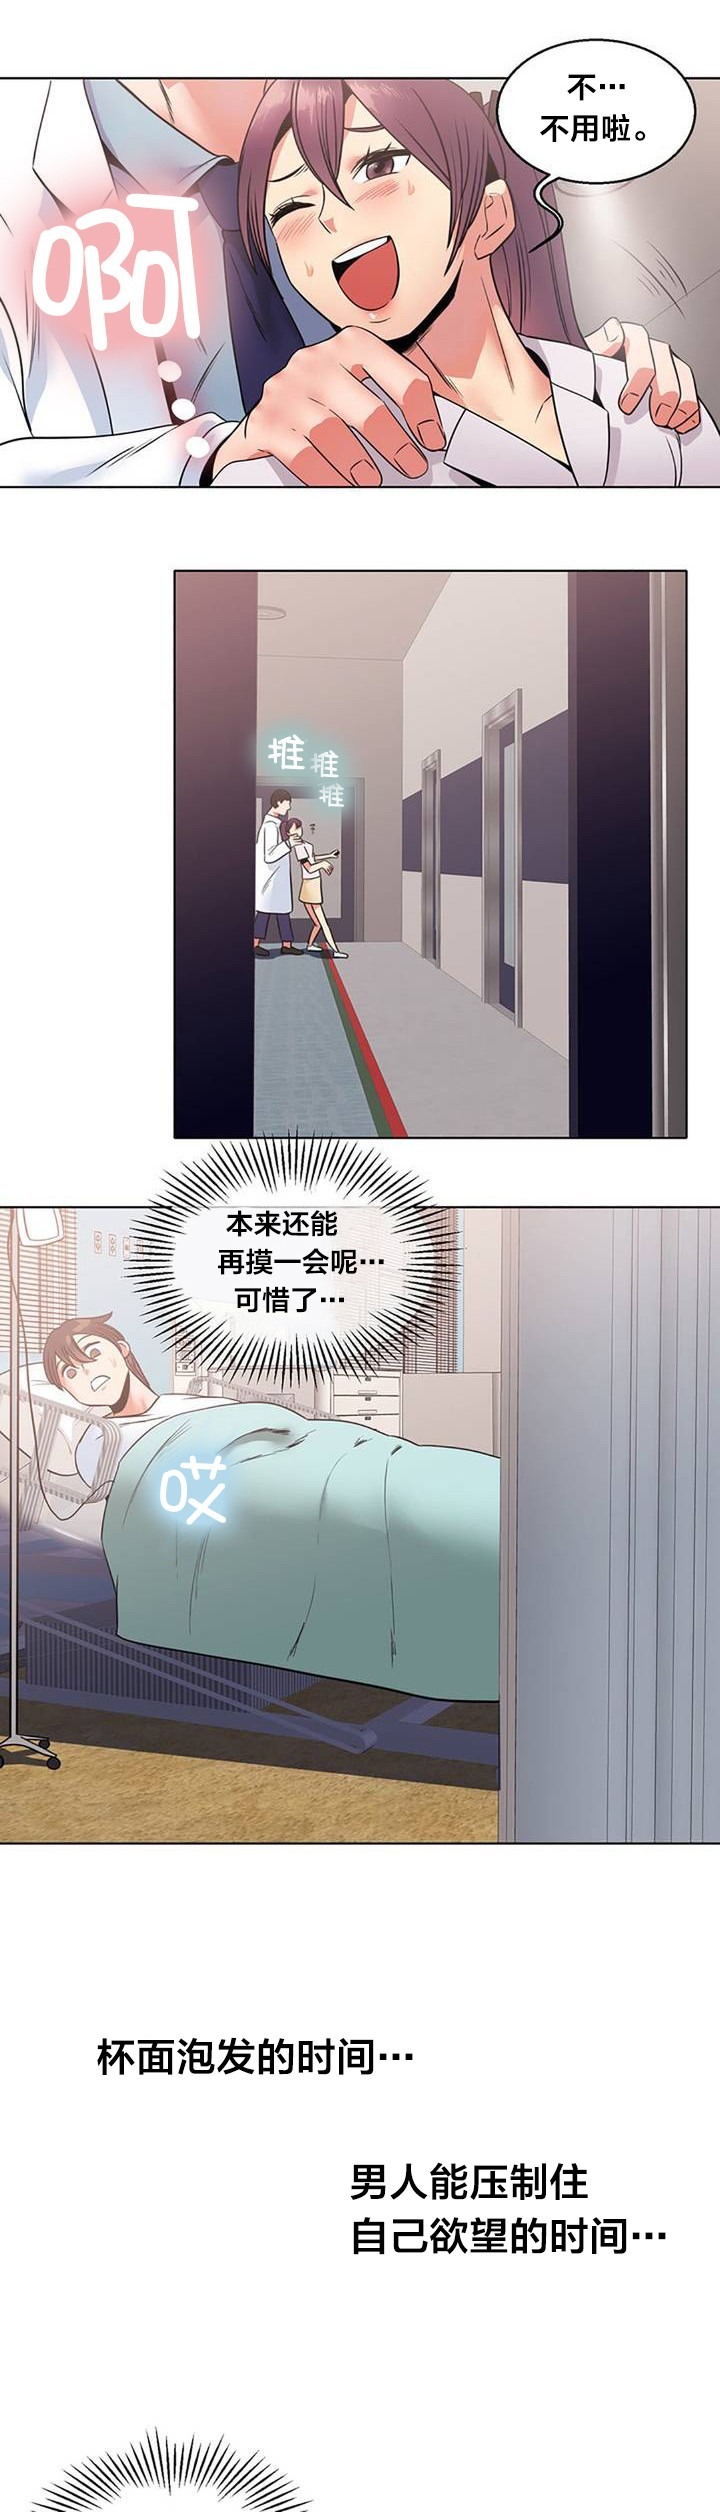 不…
不用啦。
啊呵
推
推
推
本来还能
再摸一会呢…
可惜了…
哎
杯面泡发的时间…
男人能压制住
自己欲望的时间…